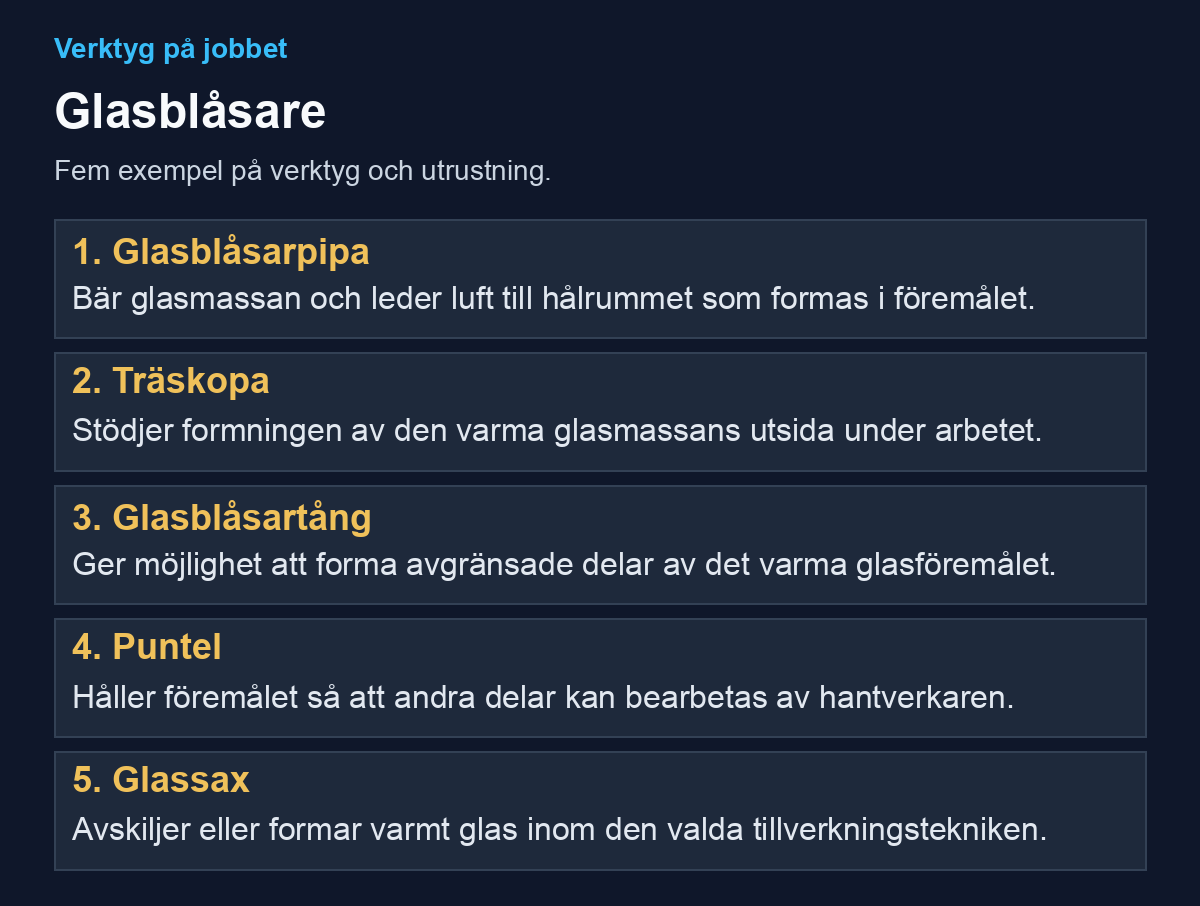 Verktyg på jobbet
Glasblåsare
Fem exempel på verktyg och utrustning.
1. Glasblåsarpipa
Bär glasmassan och leder luft till hålrummet som formas i föremålet.
2. Träskopa
Stödjer formningen av den varma glasmassans utsida under arbetet.
3. Glasblåsartång
Ger möjlighet att forma avgränsade delar av det varma glasföremålet.
4. Puntel
Håller föremålet så att andra delar kan bearbetas av hantverkaren.
5. Glassax
Avskiljer eller formar varmt glas inom den valda tillverkningstekniken.